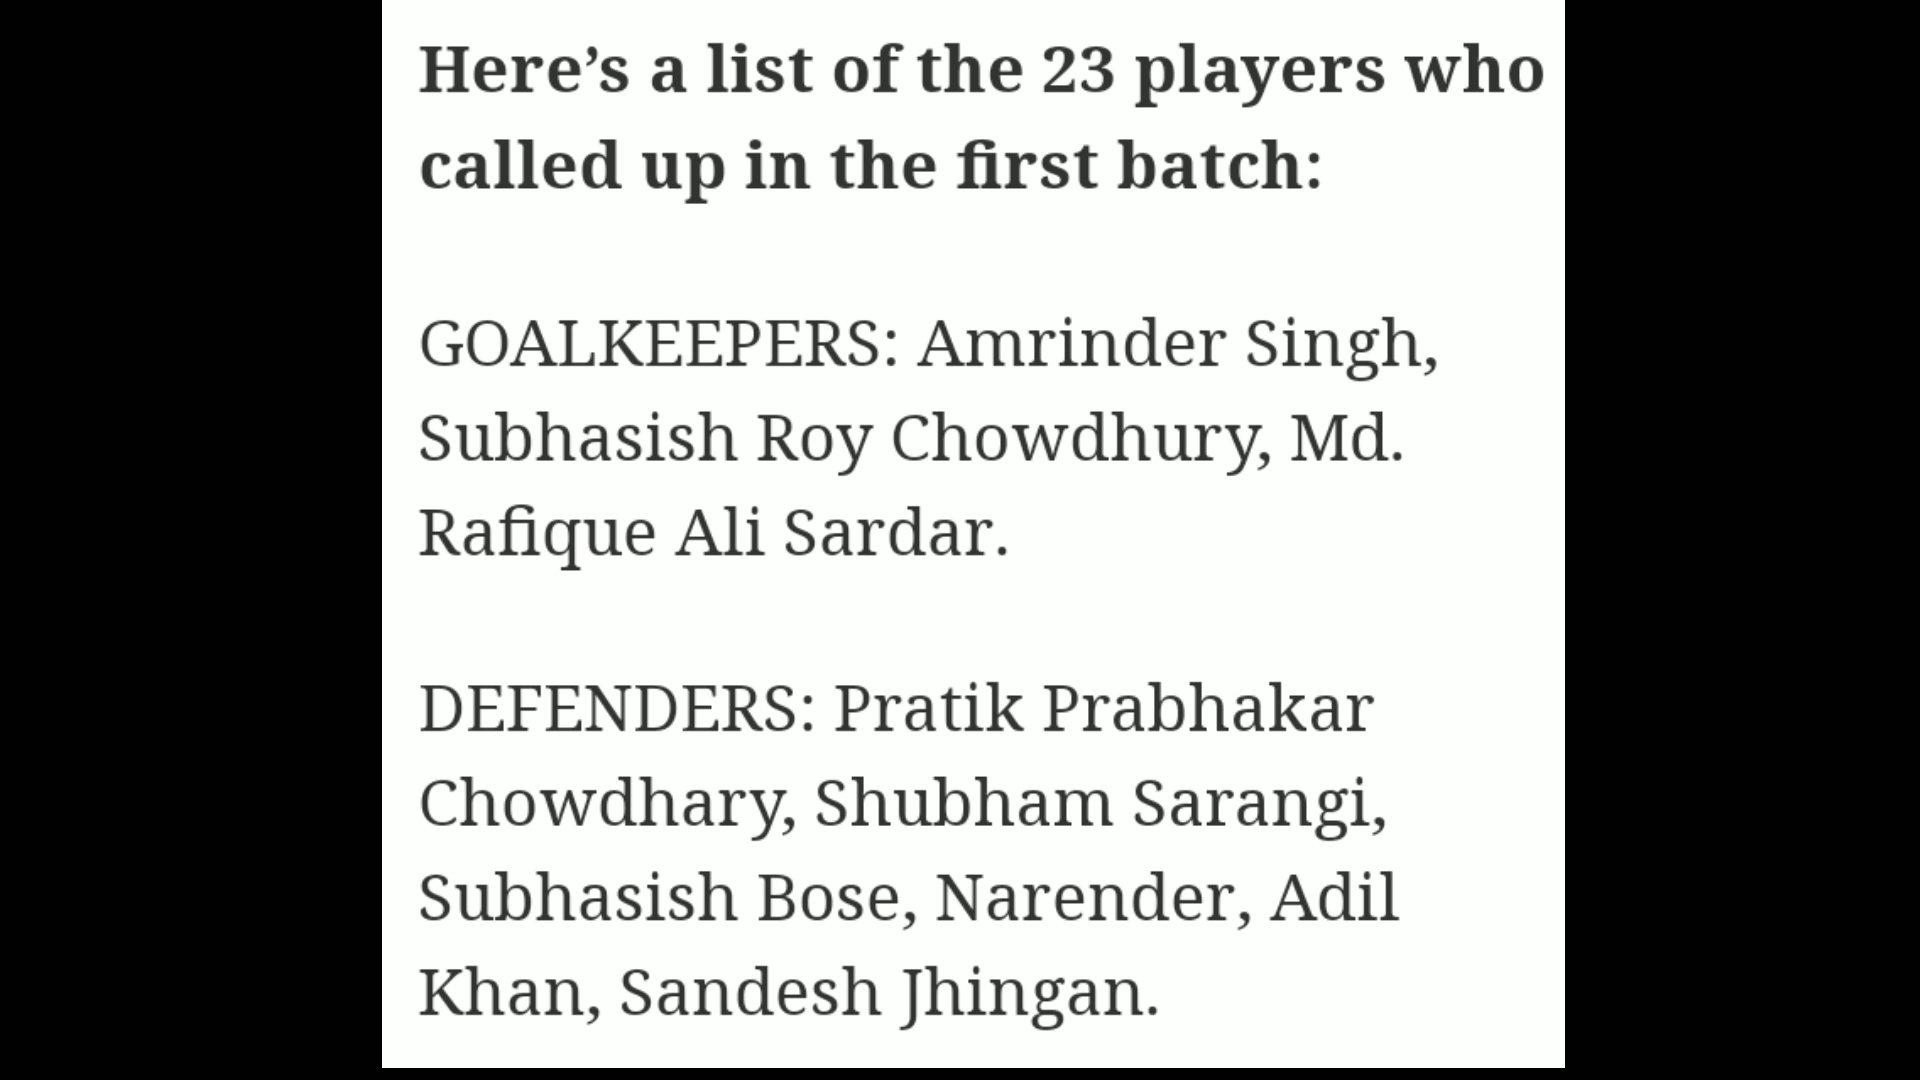 Here’s a list of the 23 players who
called up in the first batch:
GOALKEEPERS: Amrinder Singh,
Subhasish Roy Chowdhury, Md.
Rafique Ali Sardar.
DEFENDERS: Pratik Prabhakar
Chowdhary, Shubham Sarangi,
Subhasish Bose, Narender, Adil
Khan, Sandesh Jhingan.